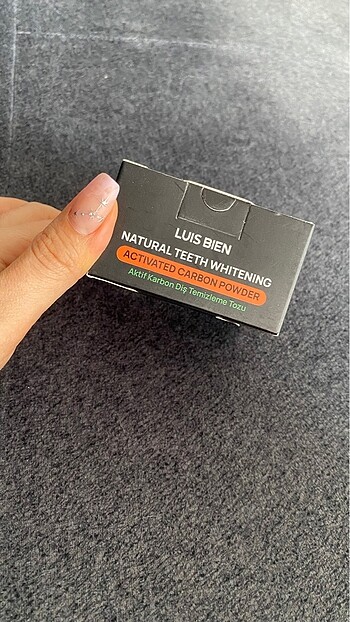 LUIS BIEN
NATURAL TEETH WHITENING
ACTIVATED CARBON POWDER
Aktif Karbon Diş Temizleme Tozu